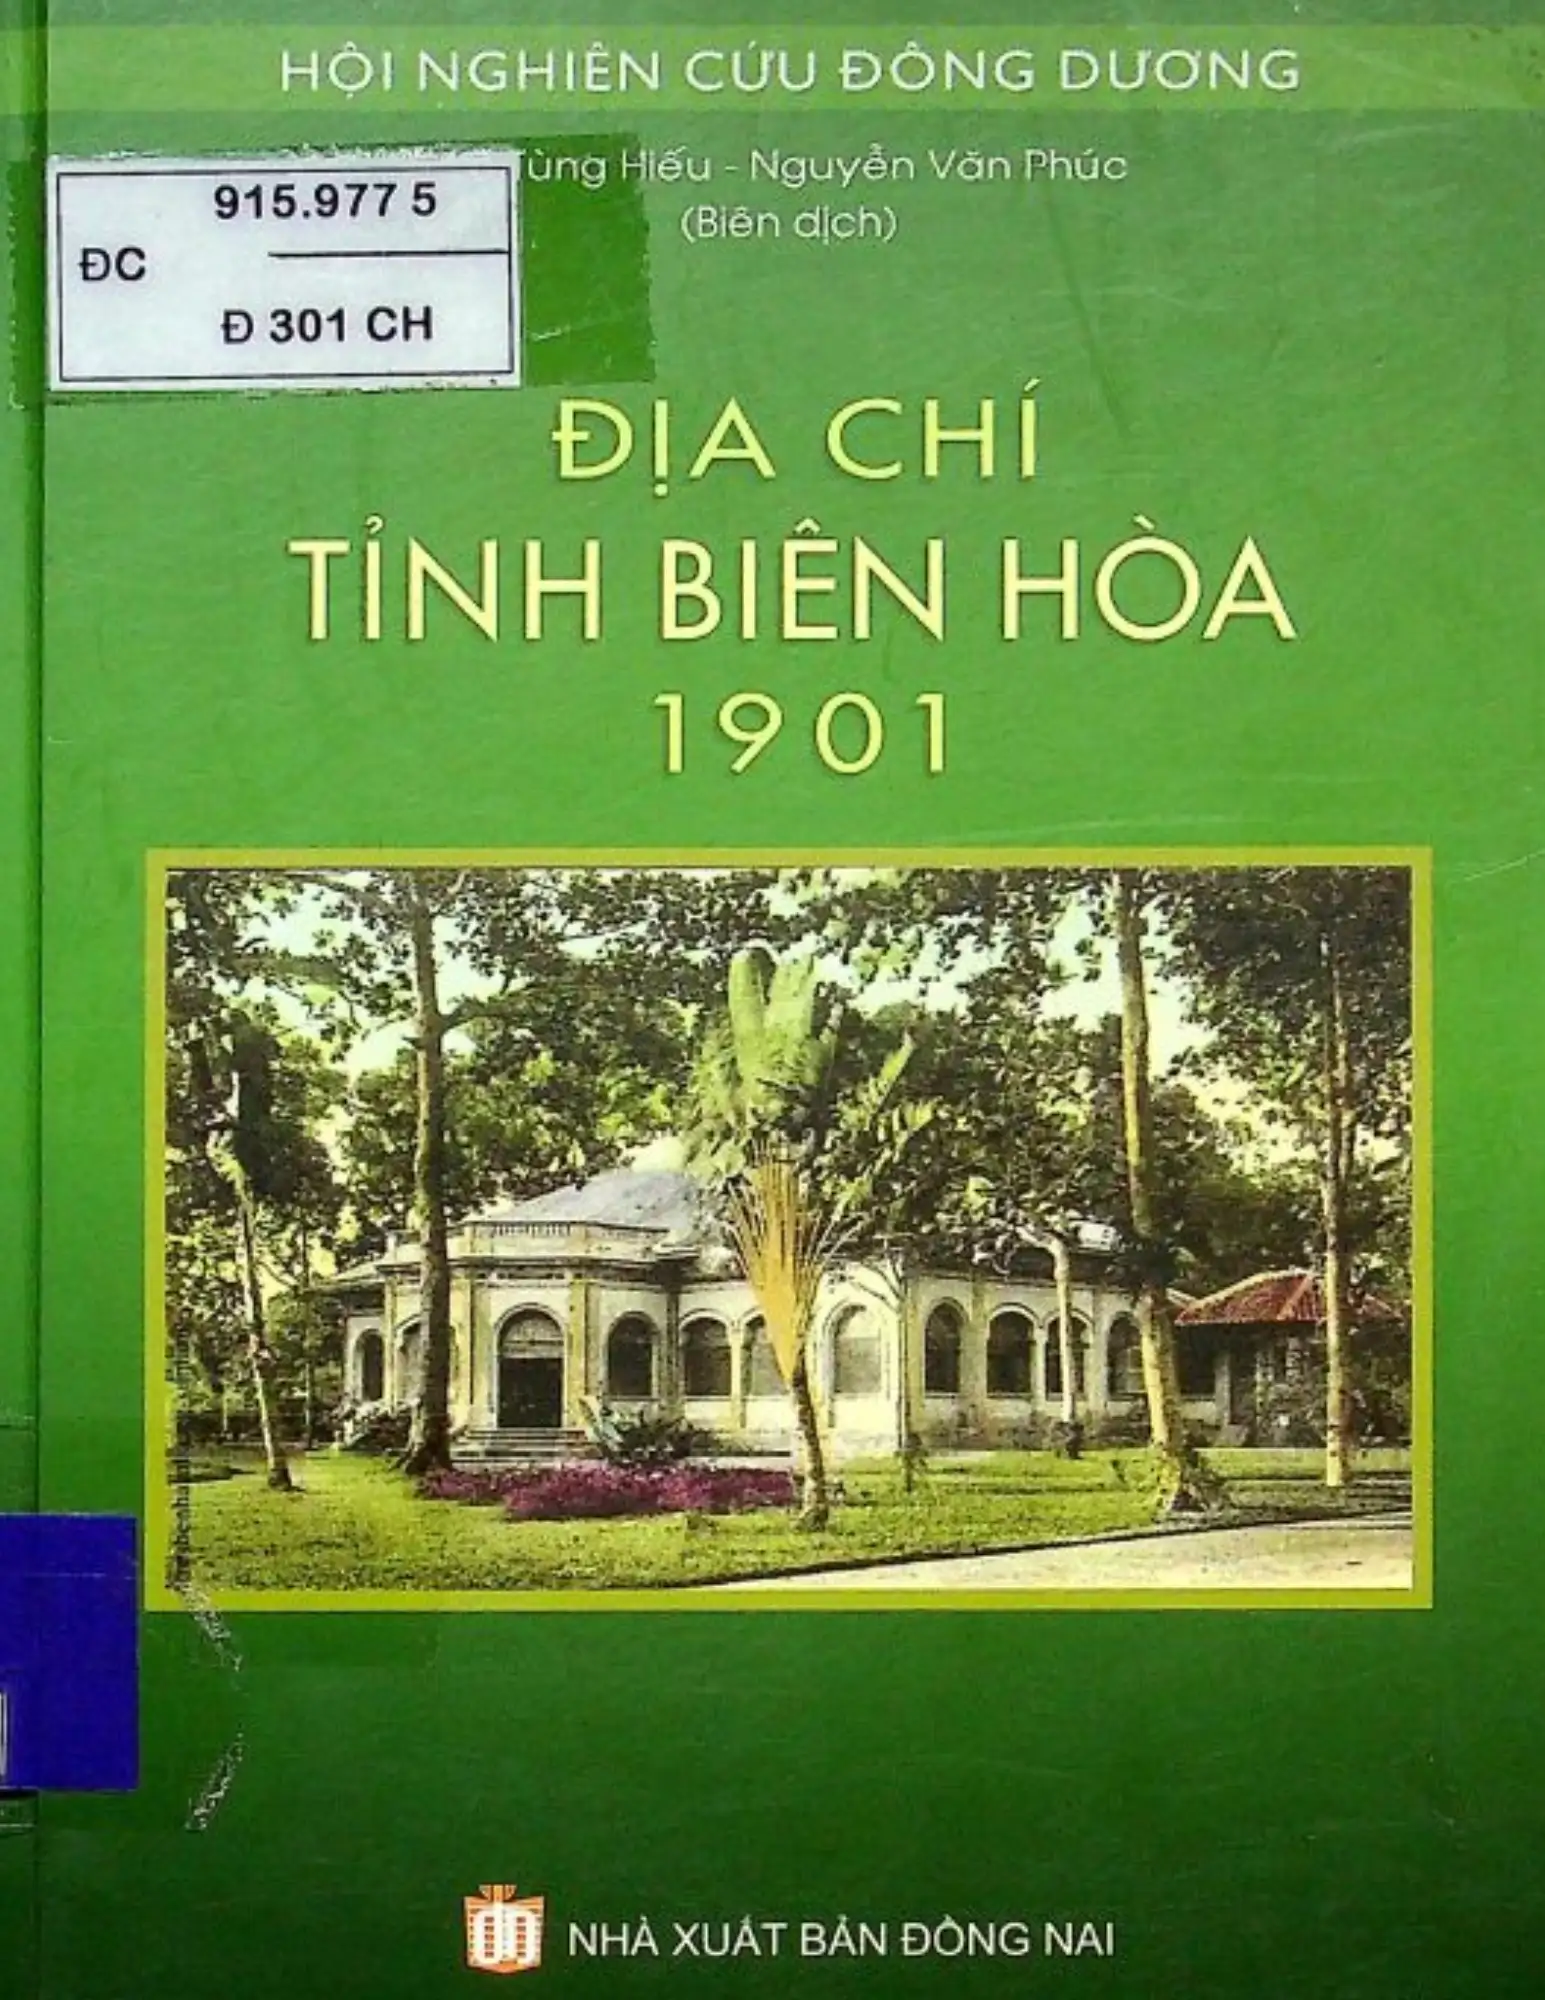 HỘI NGHIÊN CỨU ĐÔNG DƯƠNG
Tùng Hiếu - Nguyễn Văn Phúc
(Biên dịch)
915.977 5
ĐC
Đ 301 CH
ĐỊA CHÍ
TỈNH BIÊN HÒA
1901
NHÀ XUẤT BẢN ĐỒNG NAI